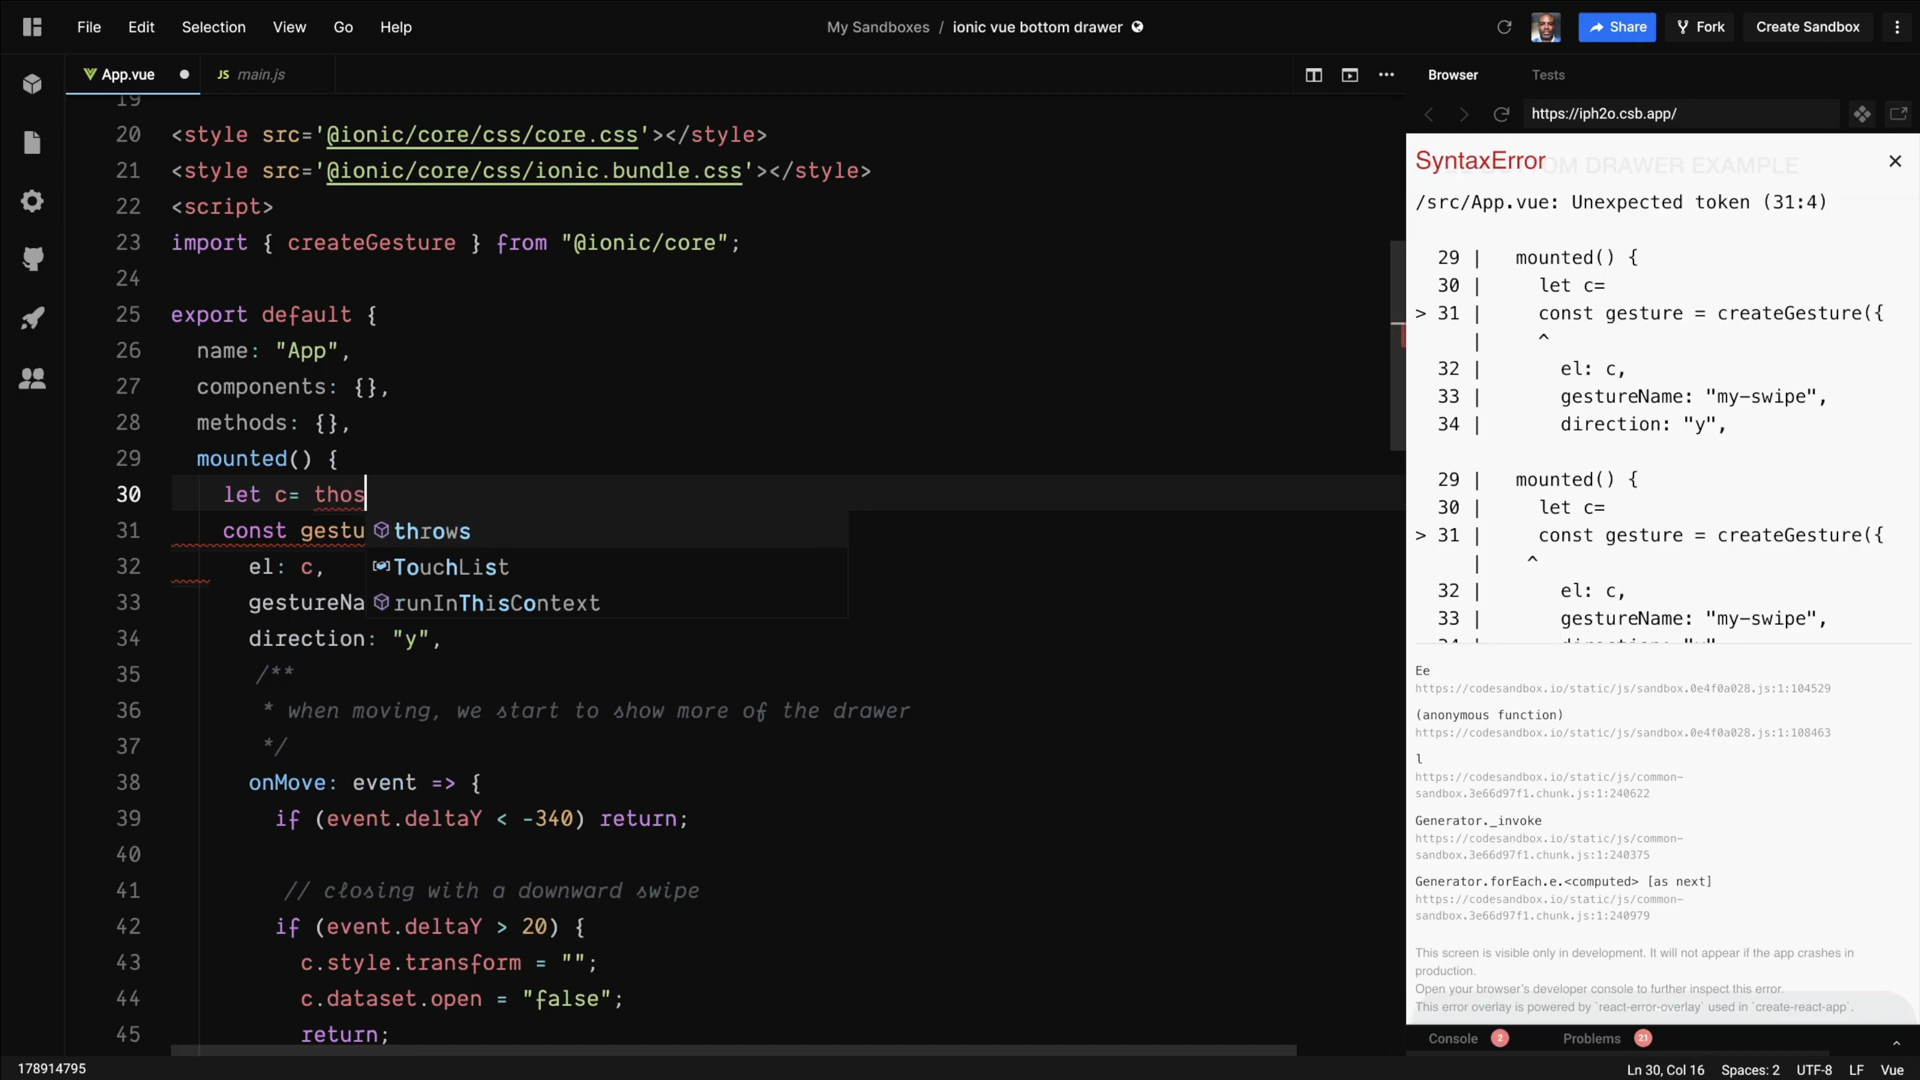 File Edit Selection View Go Help
My Sandboxes / ionic vue bottom drawer
Share Fork Create Sandbox
App.vue
JS main.js
Browser Tests
https://iph2o.csb.app/
19
20 <style src='@ionic/core/css/core.css'></style>
21 <style src='@ionic/core/css/ionic.bundle.css'></style>
22 <script>
23 import { createGesture } from "@ionic/core";
24
25 export default {
26 name: "App",
27 components: {},
28 methods: {},
29 mounted() {
30 let c= thos
31 const gestu
throws
32 el: c,
TouchList
33 gestureNa
runInThisContext
34 direction: "y",
35 /**
36 * when moving, we start to show more of the drawer
37 */
38 onMove: event => {
39 if (event.deltaY < -340) return;
40
41 // closing with a downward swipe
42 if (event.deltaY > 20) {
43 c.style.transform = "";
44 c.dataset.open = "false";
45 return;
SyntaxError
OM DRAWER EXAMPLE
/src/App.vue: Unexpected token (31:4)
29 | mounted() {
30 | let c=
> 31 | const gesture = createGesture({
| ^
32 | el: c,
33 | gestureName: "my-swipe",
34 | direction: "y",
29 | mounted() {
30 | let c=
> 31 | const gesture = createGesture({
| ^
32 | el: c,
33 | gestureName: "my-swipe",
Ee
https://codesandbox.io/static/js/sandbox.0e4f0a028.js:1:104529
(anonymous function)
https://codesandbox.io/static/js/sandbox.0e4f0a028.js:1:108463
l
https://codesandbox.io/static/js/common-
sandbox.3e66d97f1.chunk.js:1:240622
Generator._invoke
https://codesandbox.io/static/js/common-
sandbox.3e66d97f1.chunk.js:1:240375
Generator.forEach.e.<computed> [as next]
https://codesandbox.io/static/js/common-
sandbox.3e66d97f1.chunk.js:1:240979
This screen is visible only in development. It will not appear if the app crashes in
production.
Open your browser's developer console to further inspect this error.
This error overlay is powered by `react-error-overlay` used in `create-react-app`.
Console 2 Problems 21
178914795
Ln 30, Col 16 Spaces: 2 UTF-8 LF Vue